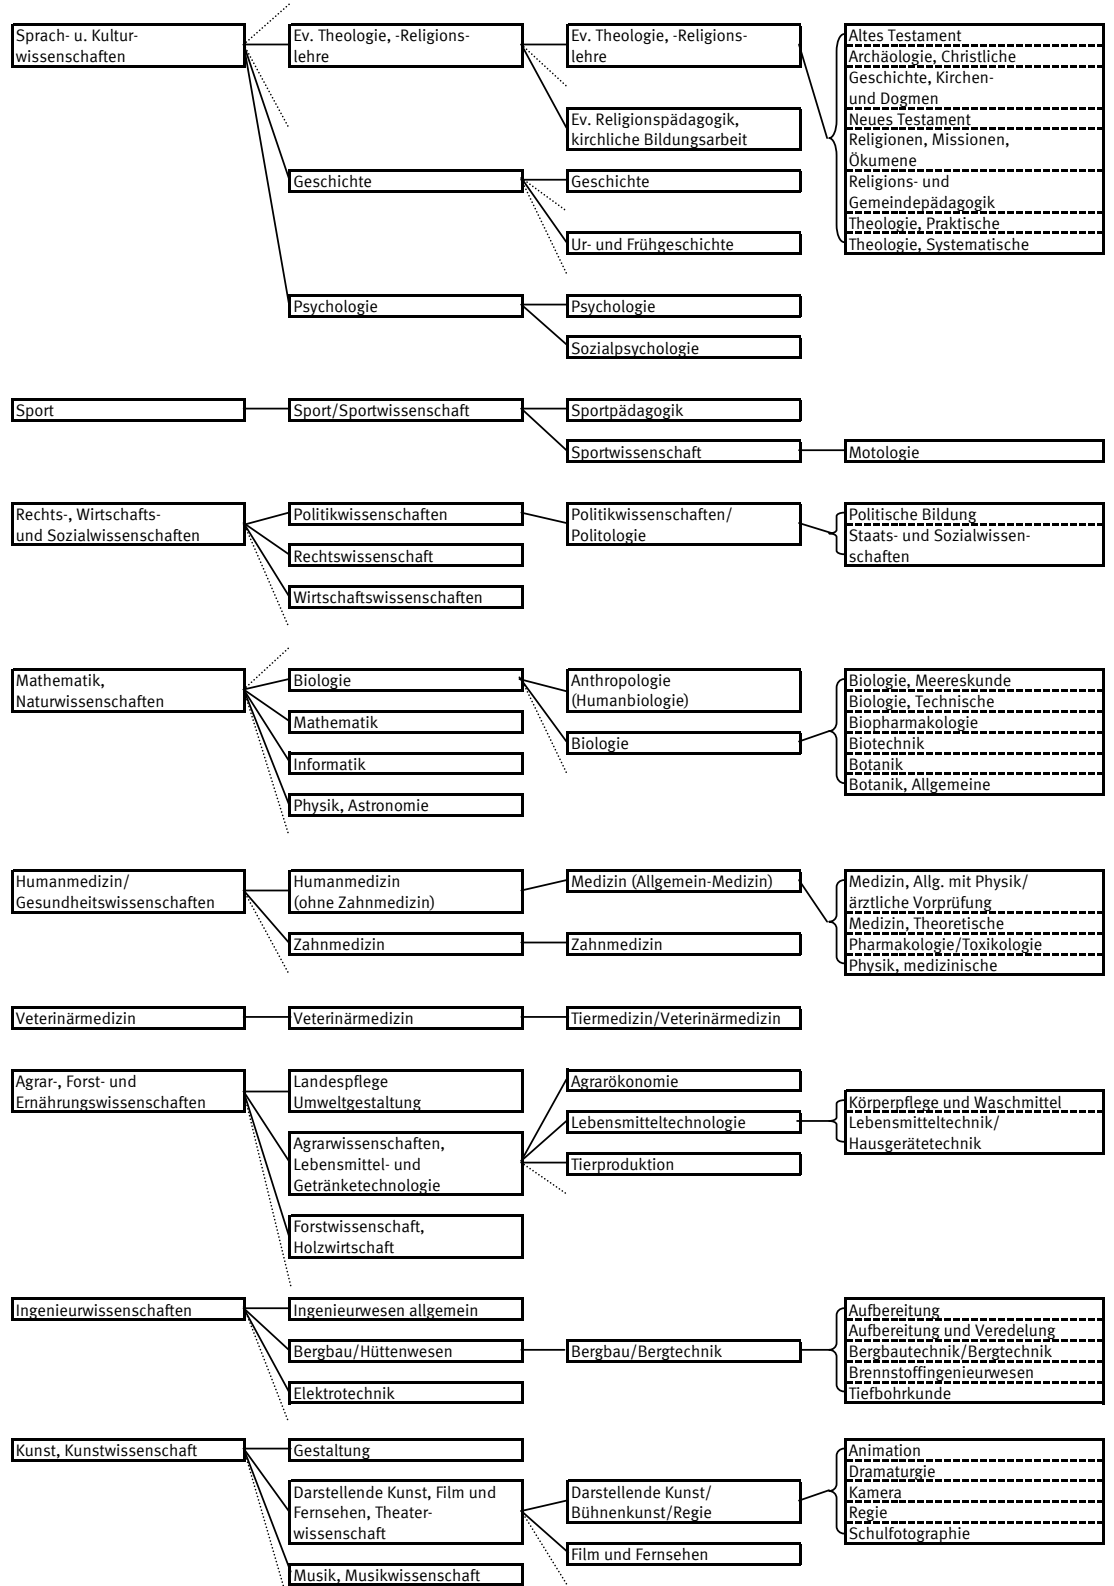 Sprach- u. Kultur-
wissenschaften
Ev. Theologie, -Religions-
lehre
Ev. Theologie, -Religions-
lehre
Altes Testament
Archäologie, Christliche
Geschichte, Kirchen-
und Dogmen
Neues Testament
Religionen, Missionen,
Ökumene
Religions- und
Gemeindepädagogik
Theologie, Praktische
Theologie, Systematische
Ev. Religionspädagogik,
kirchliche Bildungsarbeit
Geschichte
Geschichte
Ur- und Frühgeschichte
Psychologie
Psychologie
Sozialpsychologie
Sport
Sport/Sportwissenschaft
Sportpädagogik
Sportwissenschaft
Motologie
Rechts-, Wirtschafts-
und Sozialwissenschaften
Politikwissenschaften
Politikwissenschaften/
Politologie
Politische Bildung
Staats- und Sozialwissen-
schaften
Rechtswissenschaft
Wirtschaftswissenschaften
Mathematik,
Naturwissenschaften
Biologie
Anthropologie
(Humanbiologie)
Biologie, Meereskunde
Biologie, Technische
Biopharmakologie
Biotechnik
Botanik
Botanik, Allgemeine
Mathematik
Biologie
Informatik
Physik, Astronomie
Humanmedizin/
Gesundheitswissenschaften
Humanmedizin
(ohne Zahnmedizin)
Medizin (Allgemein-Medizin)
Medizin, Allg. mit Physik/
ärztliche Vorprüfung
Medizin, Theoretische
Pharmakologie/Toxikologie
Physik, medizinische
Zahnmedizin
Zahnmedizin
Veterinärmedizin
Veterinärmedizin
Tiermedizin/Veterinärmedizin
Agrar-, Forst- und
Ernährungswissenschaften
Landespflege
Umweltgestaltung
Agrarökonomie
Lebensmitteltechnologie
Körperpflege und Waschmittel
Lebensmitteltechnik/
Hausgerätetechnik
Agrarwissenschaften,
Lebensmittel- und
Getränketechnologie
Tierproduktion
Forstwissenschaft,
Holzwirtschaft
Ingenieurwissenschaften
Ingenieurwesen allgemein
Bergbau/Hüttenwesen
Bergbau/Bergtechnik
Aufbereitung
Aufbereitung und Veredelung
Bergbautechnik/Bergtechnik
Brennstoffingenieurwesen
Tiefbohrkunde
Elektrotechnik
Kunst, Kunstwissenschaft
Gestaltung
Animation
Dramaturgie
Kamera
Regie
Schulfotographie
Darstellende Kunst, Film und
Fernsehen, Theater-
wissenschaft
Darstellende Kunst/
Bühnenkunst/Regie
Film und Fernsehen
Musik, Musikwissenschaft